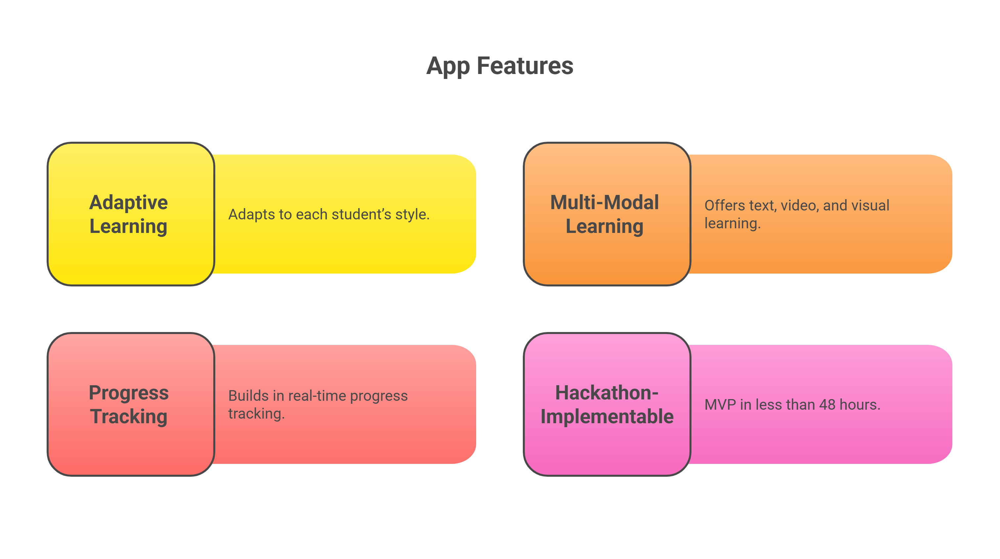 App Features
Adaptive
Learning
Adapts to each student’s style.
Multi-Modal
Learning
Offers text, video, and visual
learning.
Progress
Tracking
Builds in real-time progress
tracking.
Hackathon-
Implementable
MVP in less than 48 hours.